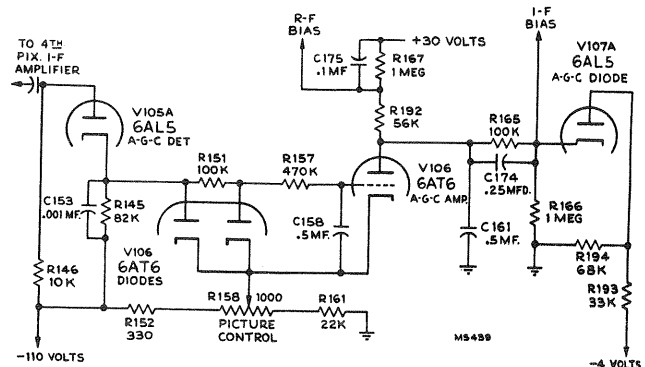 TO 4TH
PIX. I-F
AMPLIFIER
R-F
BIAS
C175
.1MF
+30 VOLTS
R167
1 MEG
I-F
BIAS
V107A
6AL5
A-G-C DIODE
V105A
6AL5
A-G-C DET
R192
56K
R165
100K
R151
100K
R157
470K
V106
6AT6
A-G-C AMP.
C174
.25MFD.
C153
.001MF.
R145
82K
C158
.5MF.
C161
.5MF.
R166
1 MEG
V106
6AT6
DIODES
R146
10K
R194
68K
R193
33K
R158
1000
R161
22K
R152
330
PICTURE
CONTROL
MS439
-110 VOLTS
-4 VOLTS